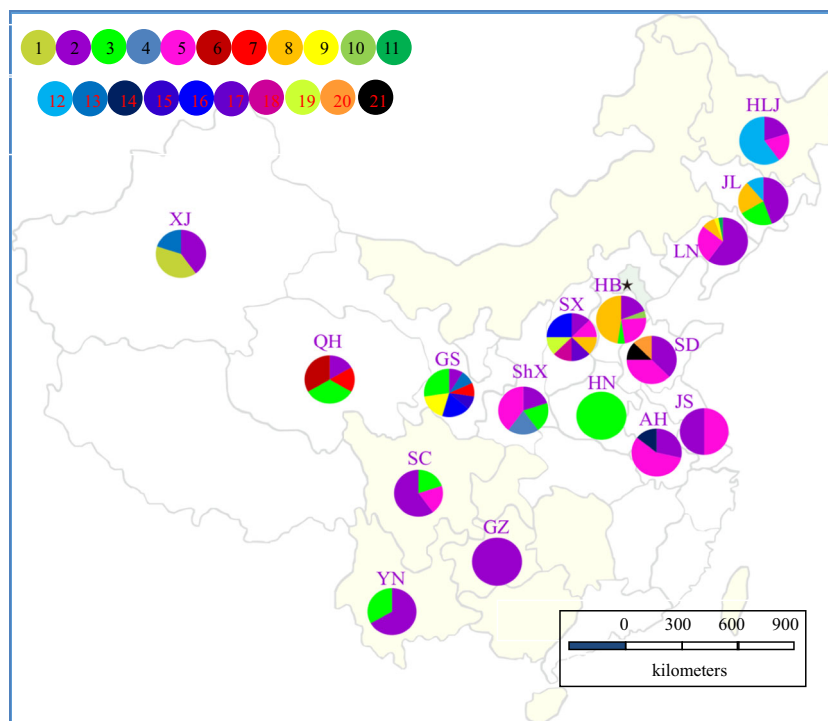 1 2 3 4 5 6 7 8 9 10 11
12 13 14 15 16 17 18 19 20 21
HLJ
JL
XJ
LN
HB
SX
SD
QH
GS
ShX
HN
JS
AH
SC
GZ
YN
0 300 600 900
kilometers